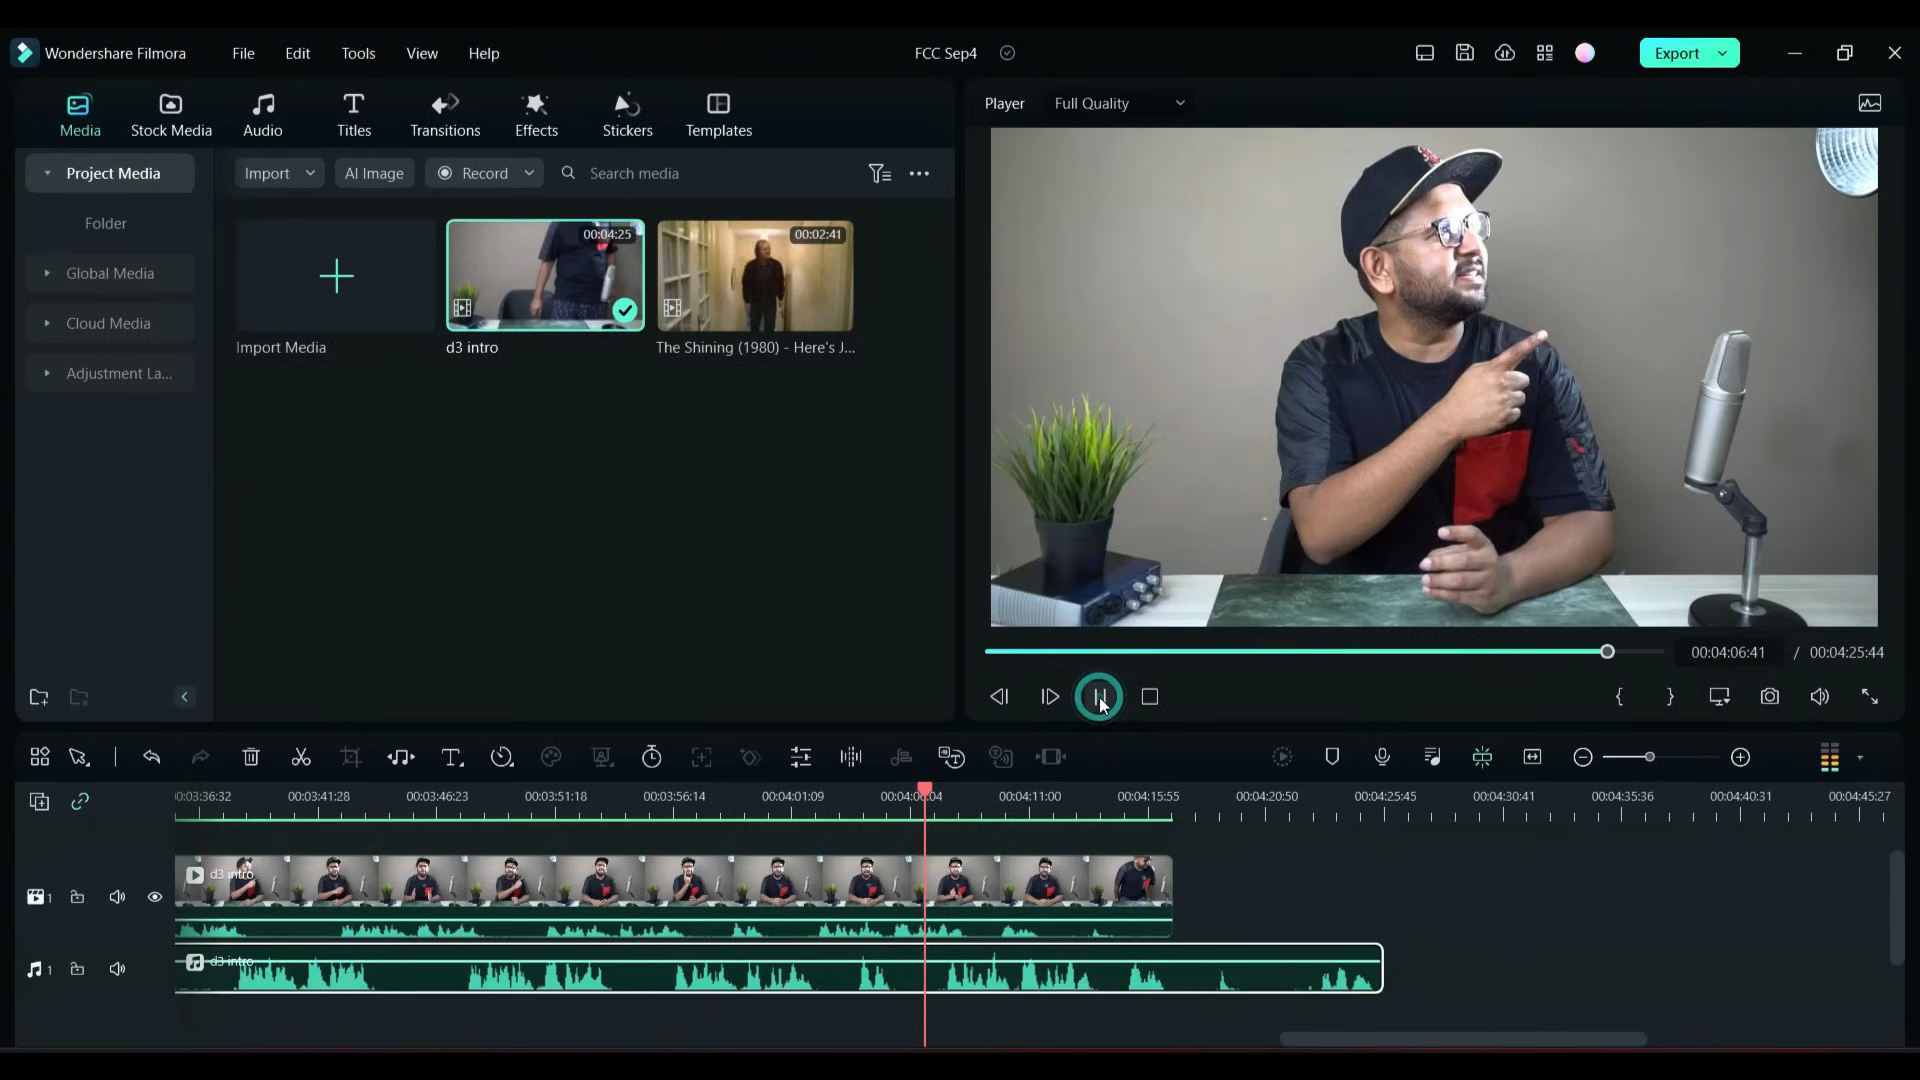 Wondershare Filmora File Edit Tools View Help FCC Sep4 Export
Media Stock Media Audio Titles Transitions Effects Stickers Templates
Player Full Quality
Project Media
Folder
Global Media
Cloud Media
Adjustment La...
Import AI Image Record Search media
00:04:25 00:02:41
Import Media d3 intro The Shining (1980) - Here's J...
00:04:06:41 / 00:04:25:44
00:03:36:32 00:03:41:28 00:03:46:23 00:03:51:18 00:03:56:14 00:04:01:09 00:04:06:04 00:04:11:00 00:04:15:55 00:04:20:50 00:04:25:45 00:04:30:41 00:04:35:36 00:04:40:31 00:04:45:27
1 d3 intro
1 d3 intro